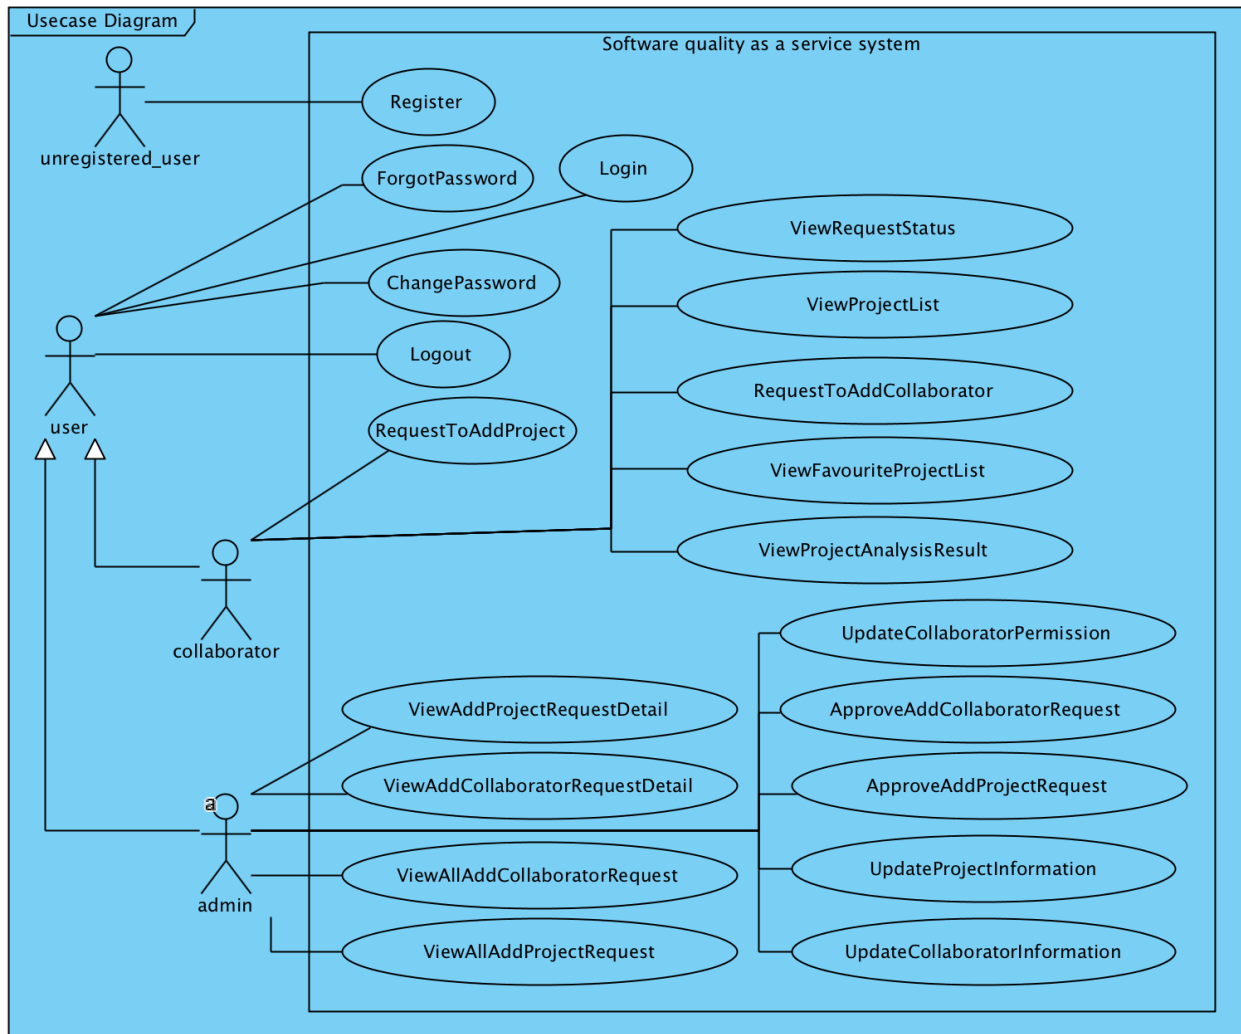 Usecase Diagram
Software quality as a service system
Register
unregistered_user
ForgotPassword
Login
ViewRequestStatus
ChangePassword
ViewProjectList
Logout
RequestToAddCollaborator
user
RequestToAddProject
ViewFavouriteProjectList
ViewProjectAnalysisResult
collaborator
UpdateCollaboratorPermission
ViewAddProjectRequestDetail
ApproveAddCollaboratorRequest
ViewAddCollaboratorRequestDetail
ApproveAddProjectRequest
a
ViewAllAddCollaboratorRequest
UpdateProjectInformation
admin
ViewAllAddProjectRequest
UpdateCollaboratorInformation